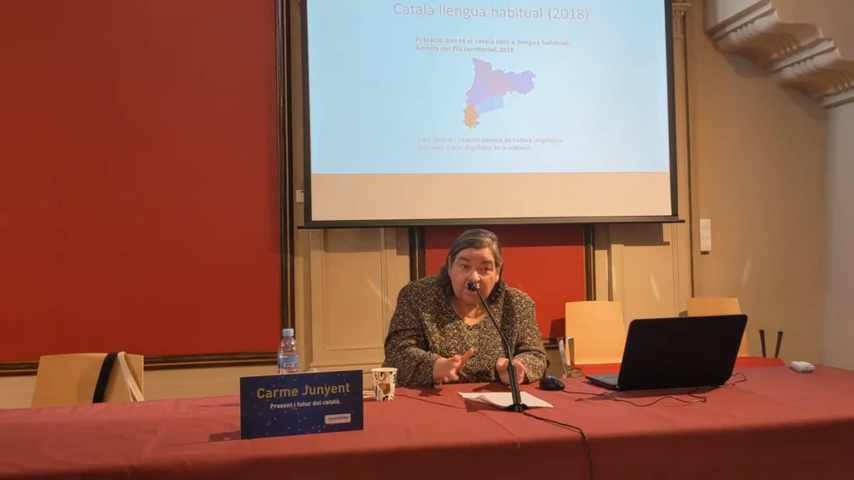 Català llengua habitual (2018)
Població que té el català com a llengua habitual.
Àmbits del Pla territorial. 2018
Carme Junyent
Present i futur del català.